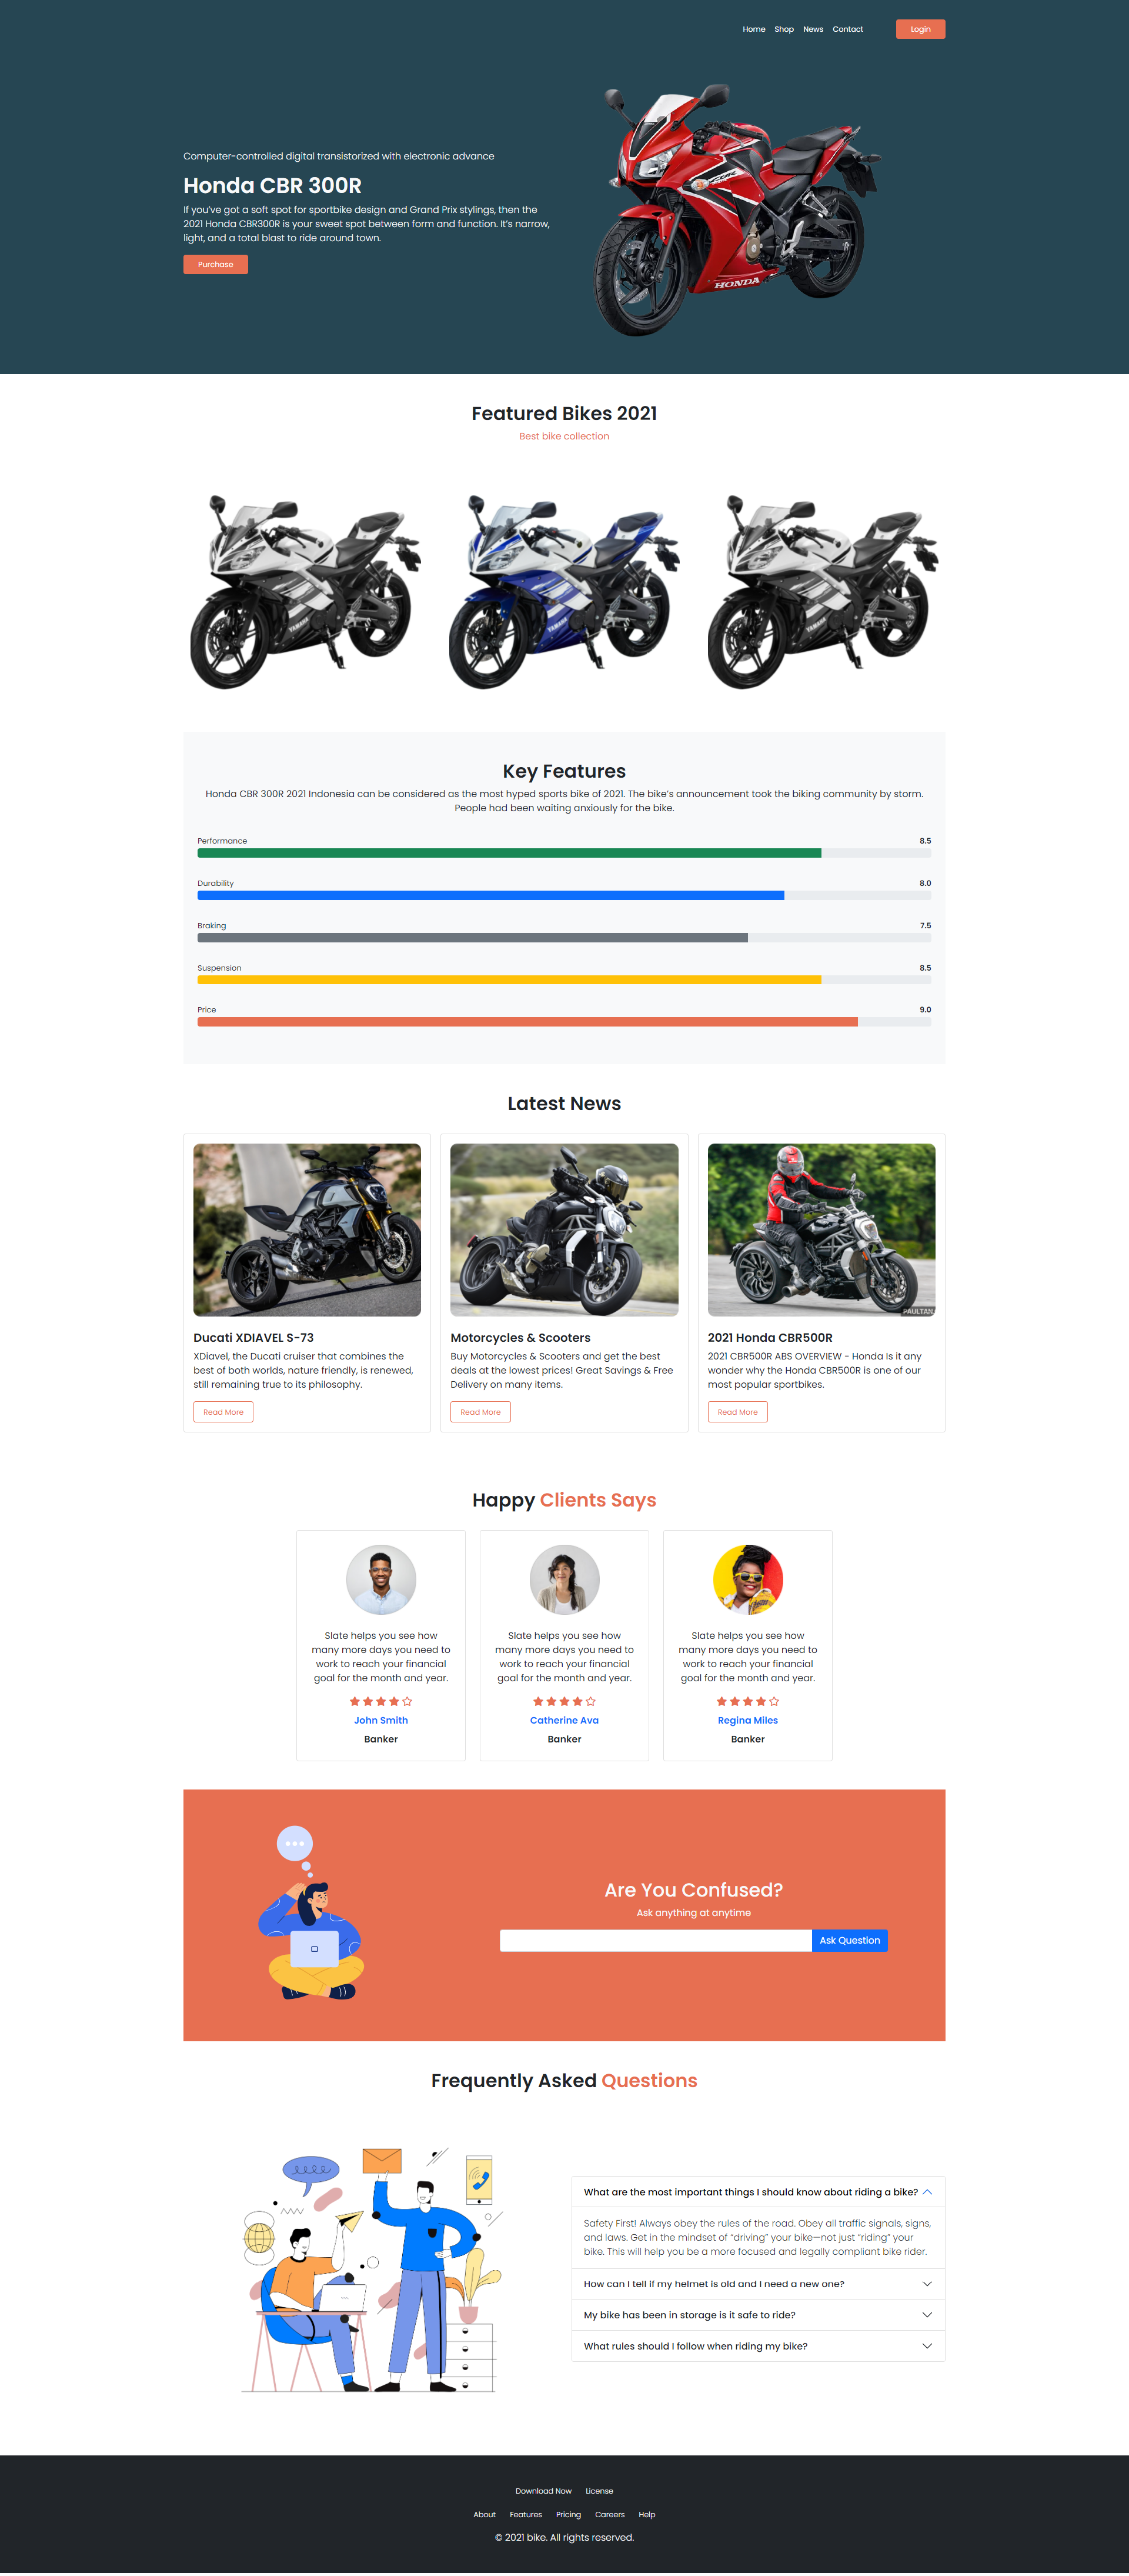 Home Shop News Contact Login
Computer-controlled digital transistorized with electronic advance
Honda CBR 300R
If you've got a soft spot for sportbike design and Grand Prix stylings, then the
2021 Honda CBR300R is your sweet spot between form and function. It's narrow,
light, and a total blast to ride around town.
Purchase
HONDA
Featured Bikes 2021
Best bike collection
YAMAHA
YAMAHA
YAMAHA
Key Features
Honda CBR 300R 2021 Indonesia can be considered as the most hyped sports bike of 2021. The bike's announcement took the biking community by storm.
People had been waiting anxiously for the bike.
Performance 8.5
Durability 8.0
Braking 7.5
Suspension 8.5
Price 9.0
Latest News
PAULTAN
Ducati XDIAVEL S-73
XDiavel, the Ducati cruiser that combines the
best of both worlds, nature friendly, is renewed,
still remaining true to its philosophy.
Read More
Motorcycles & Scooters
Buy Motorcycles & Scooters and get the best
deals at the lowest prices! Great Savings & Free
Delivery on many items.
Read More
2021 Honda CBR500R
2021 CBR500R ABS OVERVIEW - Honda Is it any
wonder why the Honda CBR500R is one of our
most popular sportbikes.
Read More
Happy Clients Says
Slate helps you see how
many more days you need to
work to reach your financial
goal for the month and year.
John Smith
Banker
Slate helps you see how
many more days you need to
work to reach your financial
goal for the month and year.
Catherine Ava
Banker
Slate helps you see how
many more days you need to
work to reach your financial
goal for the month and year.
Regina Miles
Banker
Are You Confused?
Ask anything at anytime
Ask Question
Frequently Asked Questions
What are the most important things I should know about riding a bike?
Safety First! Always obey the rules of the road. Obey all traffic signals, signs,
and laws. Get in the mindset of “driving” your bike—not just “riding” your
bike. This will help you be a more focused and legally compliant bike rider.
How can I tell if my helmet is old and I need a new one?
My bike has been in storage is it safe to ride?
What rules should I follow when riding my bike?
Download Now License
About Features Pricing Careers Help
© 2021 bike. All rights reserved.